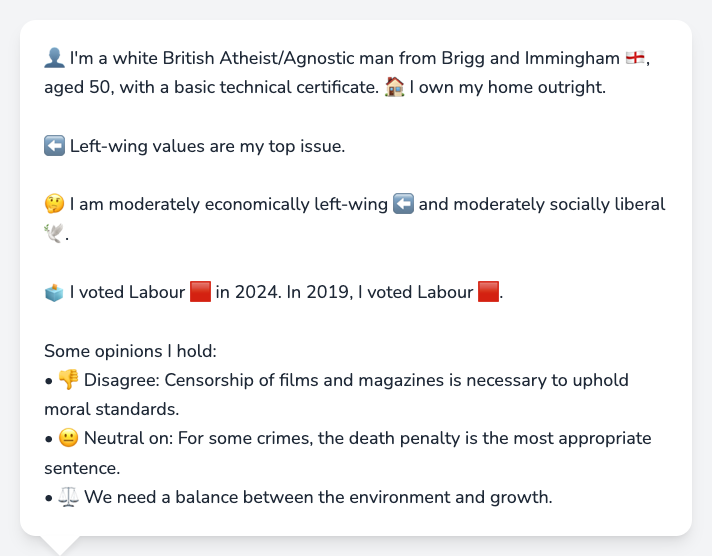 👤 I'm a white British Atheist/Agnostic man from Brigg and Immingham 🏴󠁧󠁢󠁥󠁮󠁧󠁿,
aged 50, with a basic technical certificate. 🏠 I own my home outright.
⬅️ Left-wing values are my top issue.
🤔 I am moderately economically left-wing ⬅️ and moderately socially liberal
🕊️.
🗳️ I voted Labour 🟥 in 2024. In 2019, I voted Labour 🟥.
Some opinions I hold:
• 👎 Disagree: Censorship of films and magazines is necessary to uphold
moral standards.
• 😐 Neutral on: For some crimes, the death penalty is the most appropriate
sentence.
• ⚖️ We need a balance between the environment and growth.